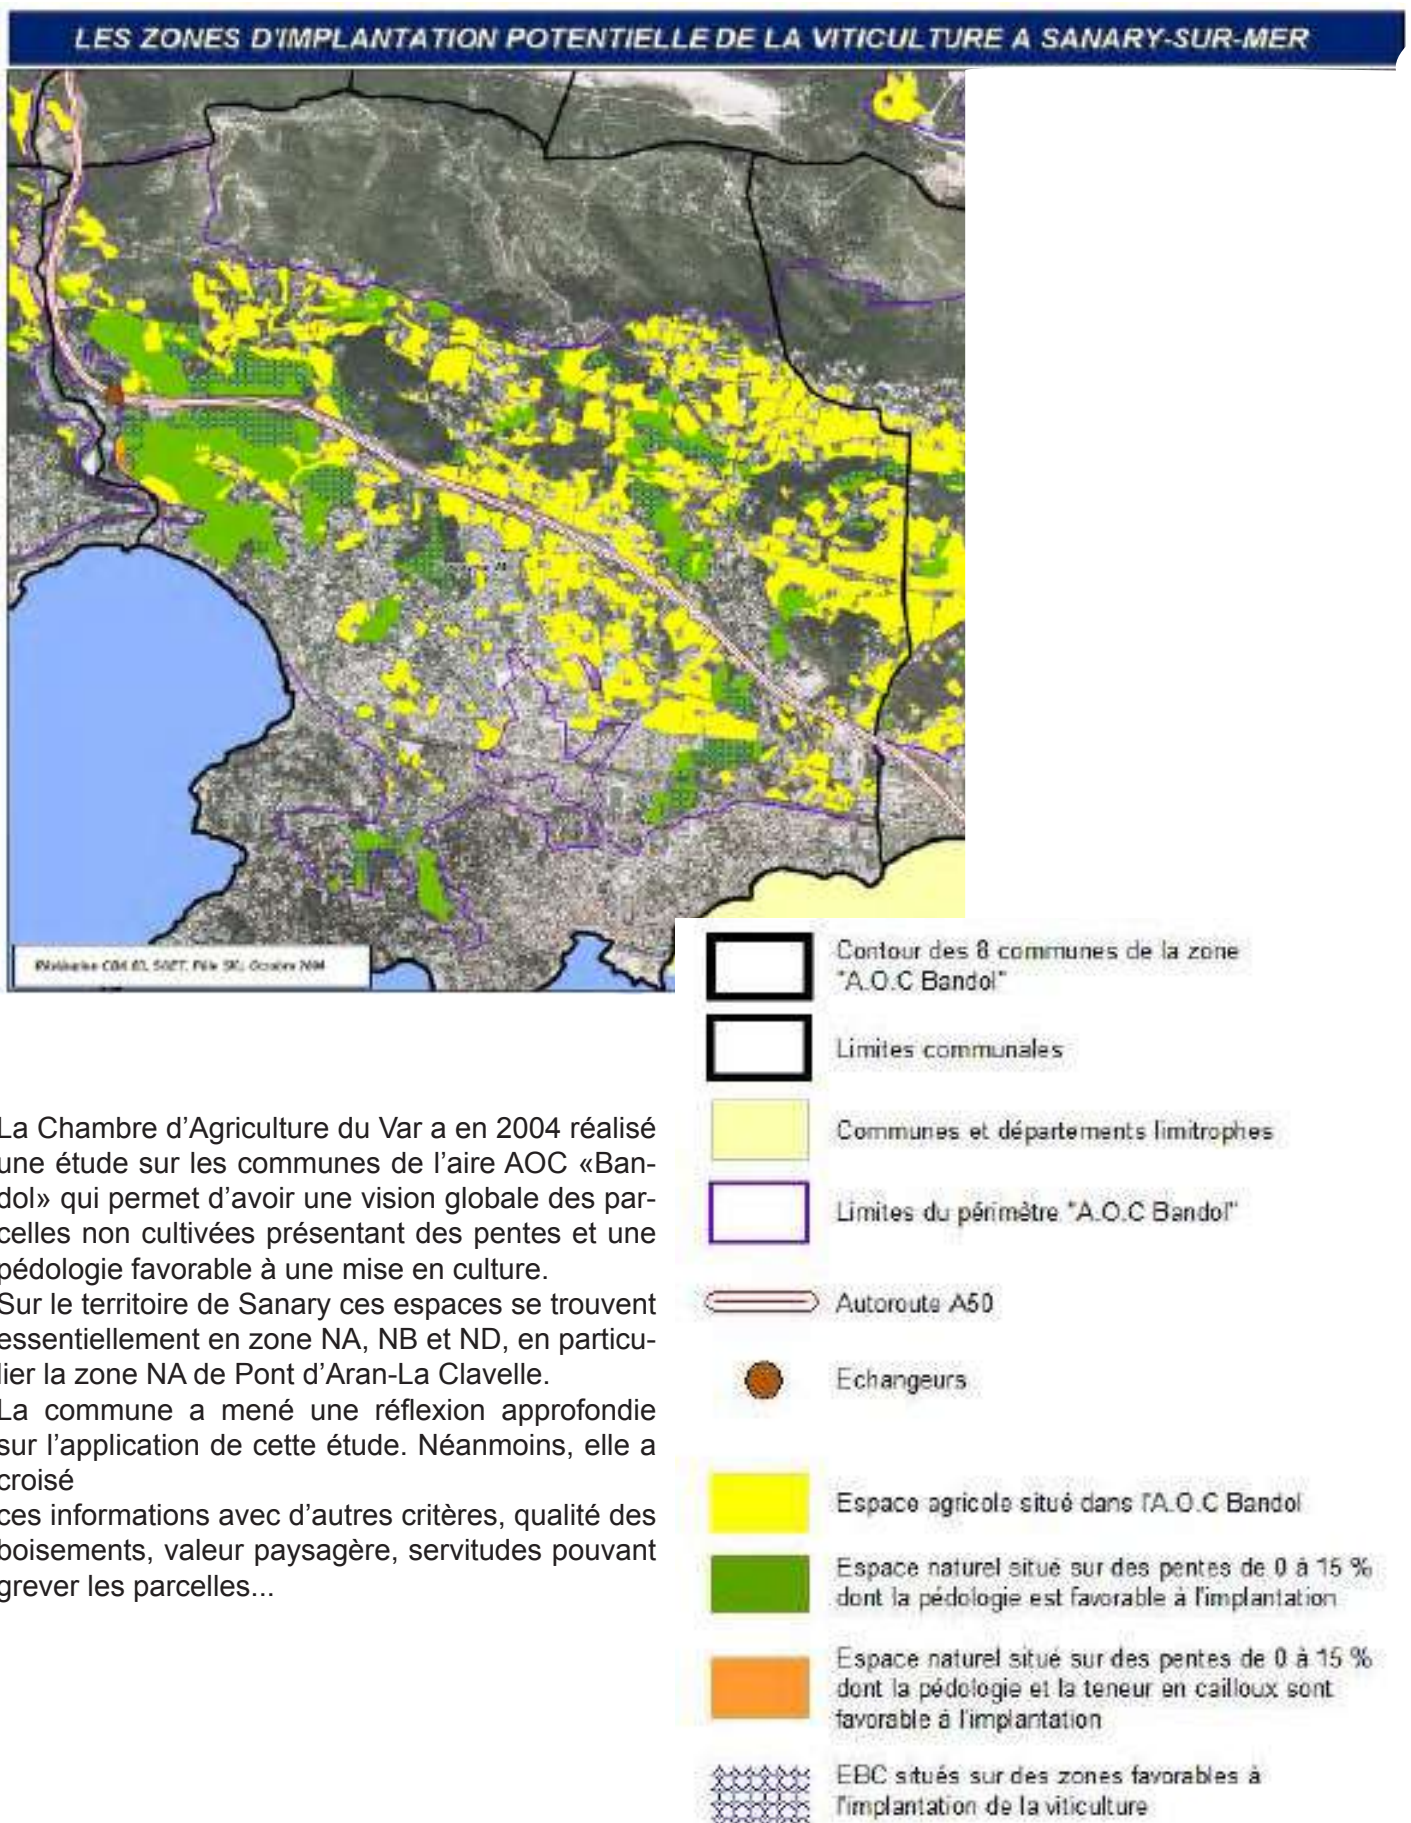 LES ZONES D'IMPLANTATION POTENTIELLE DE LA VITICULTURE A SANARY-SUR-MER
Octobre 2004
La Chambre d'Agriculture du Var a en 2004 réalisé
une étude sur les communes de l'aire AOC «Ban-
dol» qui permet d'avoir une vision globale des par-
celles non cultivées présentant des pentes et une
pédologie favorable à une mise en culture.
Sur le territoire de Sanary ces espaces se trouvent
essentiellement en zone NA, NB et ND, en particu-
lier la zone NA de Pont d'Aran-La Clavelle.
La commune a mené une réflexion approfondie
sur l'application de cette étude. Néanmoins, elle a
croisé
ces informations avec d'autres critères, qualité des
boisements, valeur paysagère, servitudes pouvant
grever les parcelles...
Contour des 8 communes de la zone
"A.O.C Bandol"
Limites communales
Communes et départements limitrophes
Limites du périmètre "A.O.C Bandol"
Autoroute A50
Echangeurs
Espace agricole situé dans l'A.O.C Bandol
Espace naturel situé sur des pentes de 0 à 15 %
dont la pédologie est favorable à l'implantation
Espace naturel situé sur des pentes de 0 à 15 %
dont la pédologie et la teneur en cailloux sont
favorable à l'implantation
EBC situés sur des zones favorables à
l'implantation de la viticulture